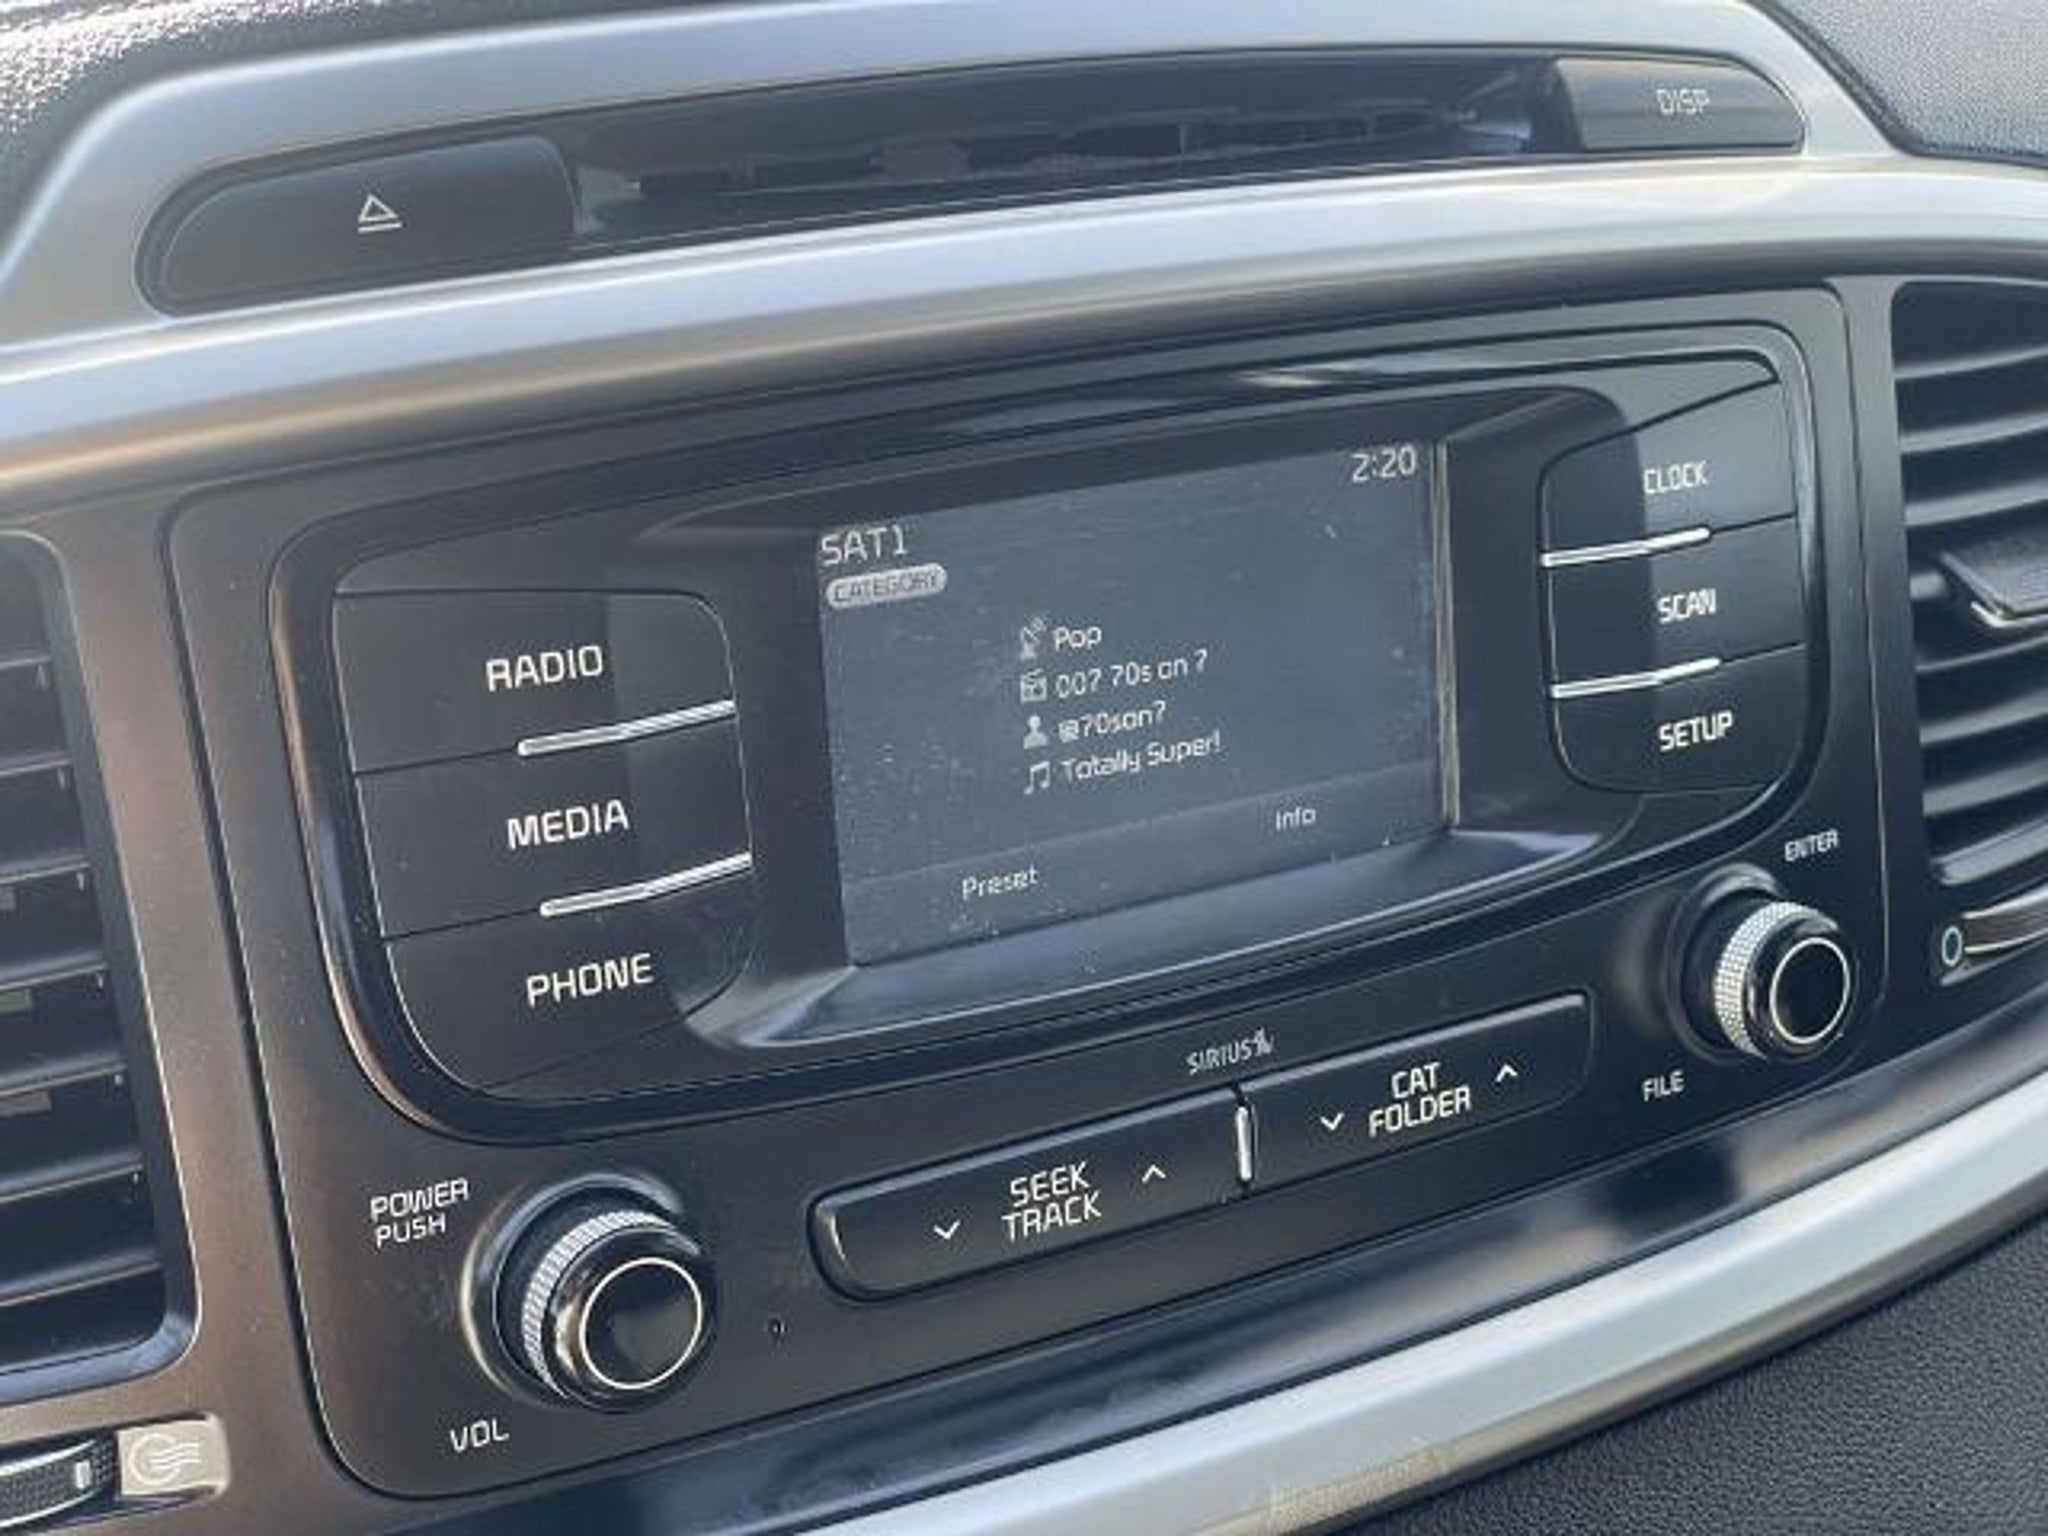 DISP
2:20
SAT1
CATEGORY
Pop
007 70s on 7
@70son7
Totally Super!
Info
Preset
RADIO
MEDIA
PHONE
CLOCK
SCAN
SETUP
ENTER
FILE
SIRIUS
CAT
FOLDER
SEEK
TRACK
POWER
PUSH
VOL